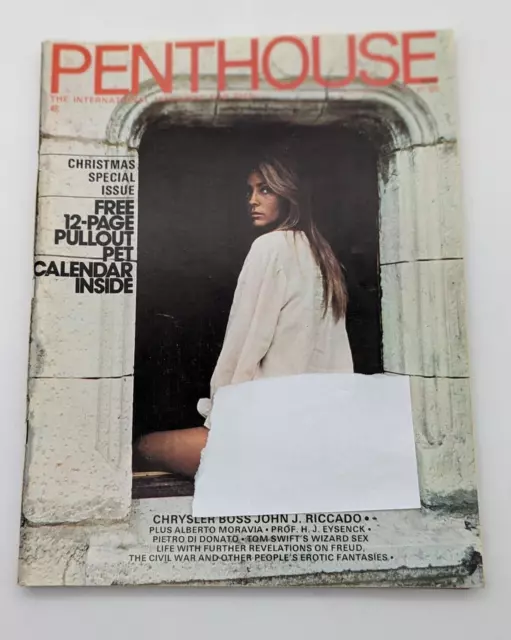 PENTHOUSE
THE INTERNATIONAL
CHRISTMAS
SPECIAL
ISSUE
FREE
12-PAGE
PULLOUT
PET
CALENDAR
INSIDE
CHRYSLER BOSS JOHN J. RICCADO •
PLUS ALBERTO MORAVIA • PROF. H. J. EYSENCK •
PIETRO DI DONATO • TOM SWIFT'S WIZARD SEX
LIFE WITH FURTHER REVELATIONS ON FREUD,
THE CIVIL WAR AND OTHER PEOPLE'S EROTIC FANTASIES •